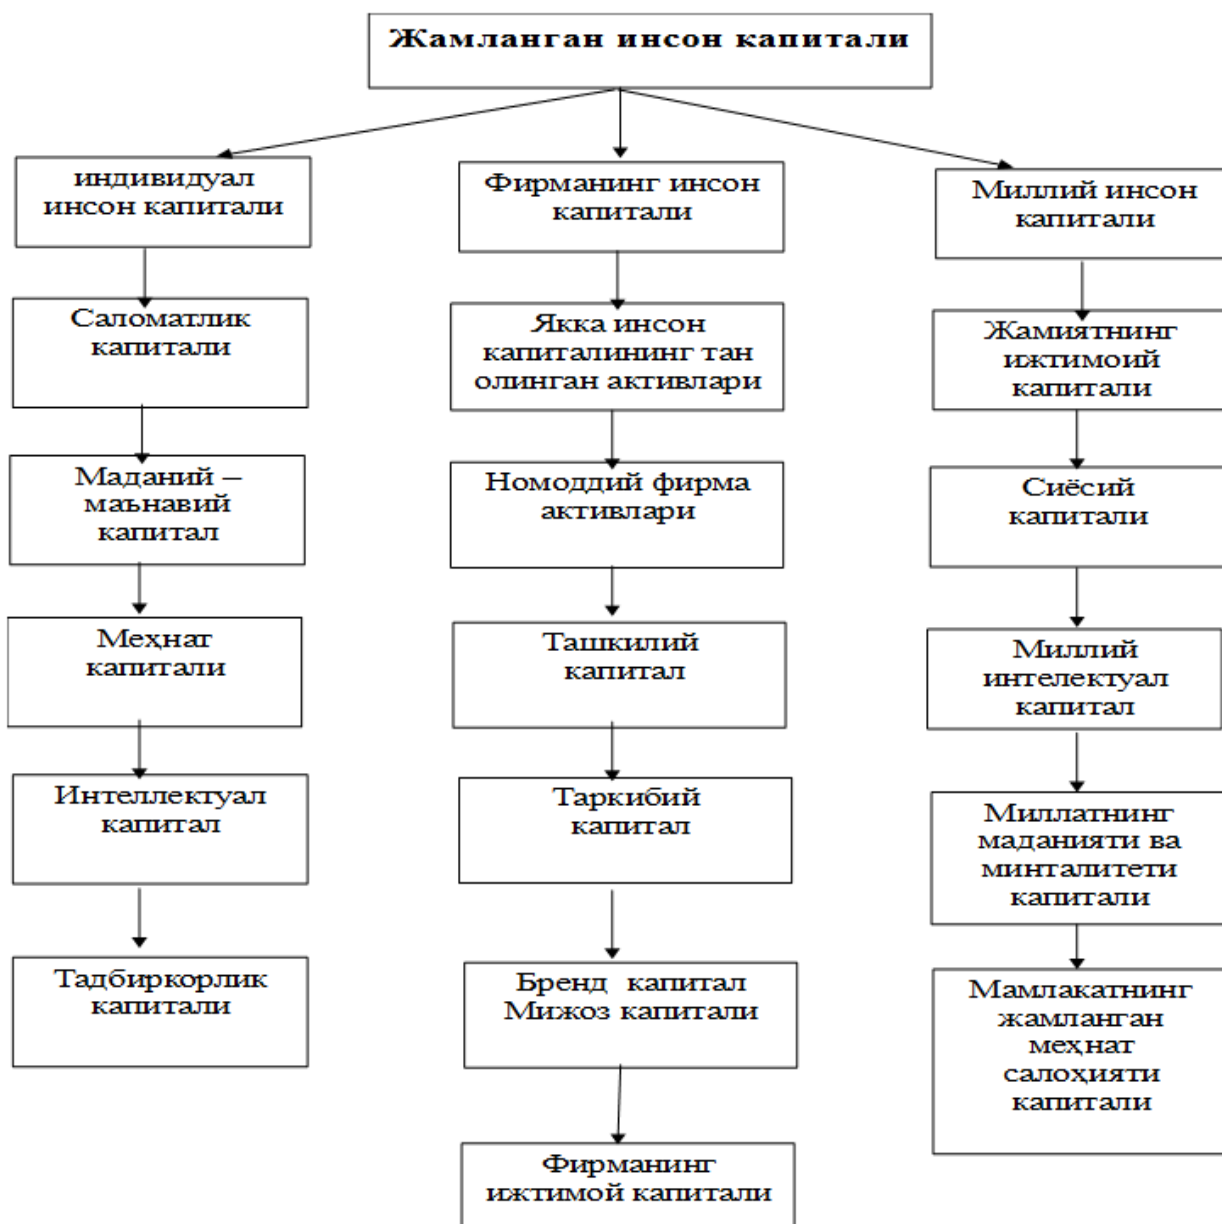 Жамланган инсон капитали
индивидуал
инсон капитали
Саломатлик
капитали
Маданий –
маънавий
капитал
Меҳнат
капитали
Интеллектуал
капитал
Тадбиркорлик
капитали
Фирманинг инсон
капитали
Якка инсон
капиталининг тан
олинган активлари
Номоддий фирма
активлари
Ташкилий
капитал
Таркибий
капитал
Бренд капитал
Мижоз капитали
Фирманинг
ижтимой капитали
Миллий инсон
капитали
Жамиятнинг
ижтимоий
капитали
Сиёсий
капитали
Миллий
интелектуал
капитал
Миллатнинг
маданияти ва
минталитети
капитали
Мамлакатнинг
жамланган
меҳнат
салоҳияти
капитали